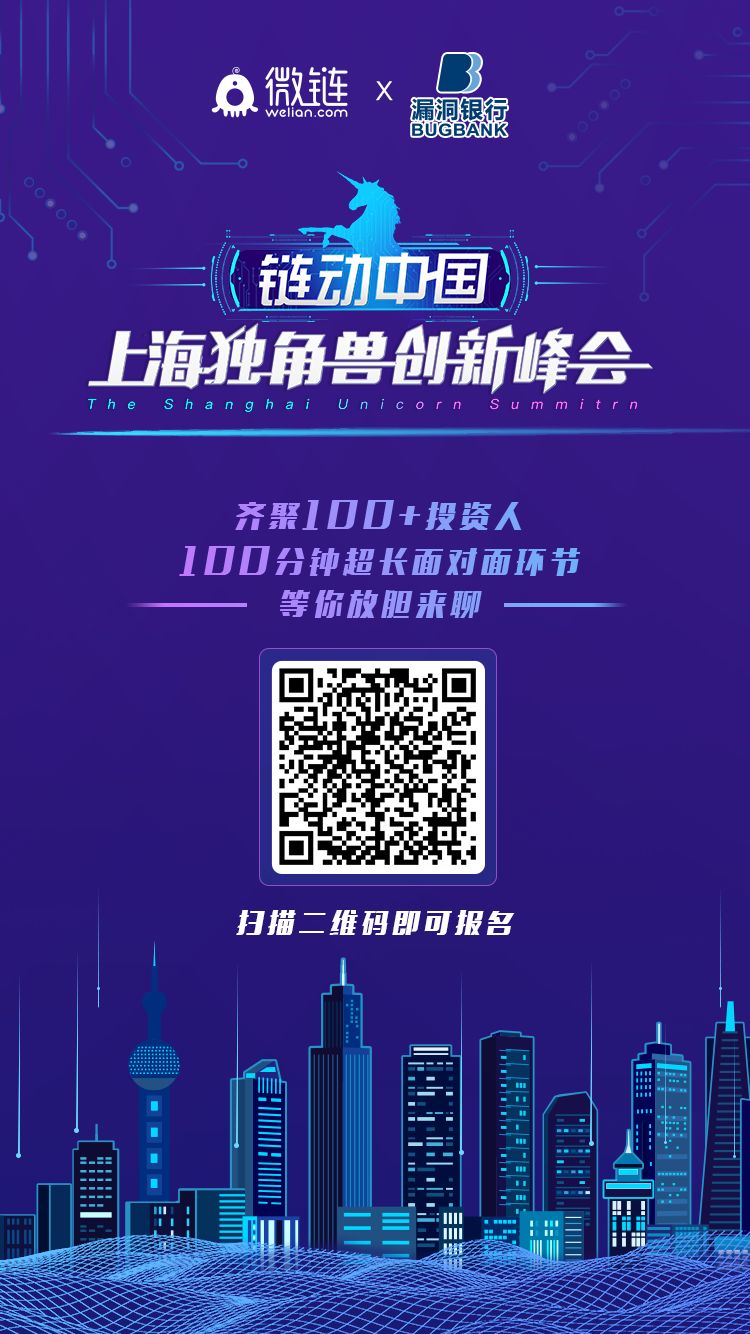 微链
welian.com
X
漏洞银行
BUGBANK
链动中国
上海独角兽创新峰会
The Shanghai Unicorn Summitrn
齐聚100+投资人
100分钟超长面对面环节
等你放胆来聊
扫描二维码即可报名